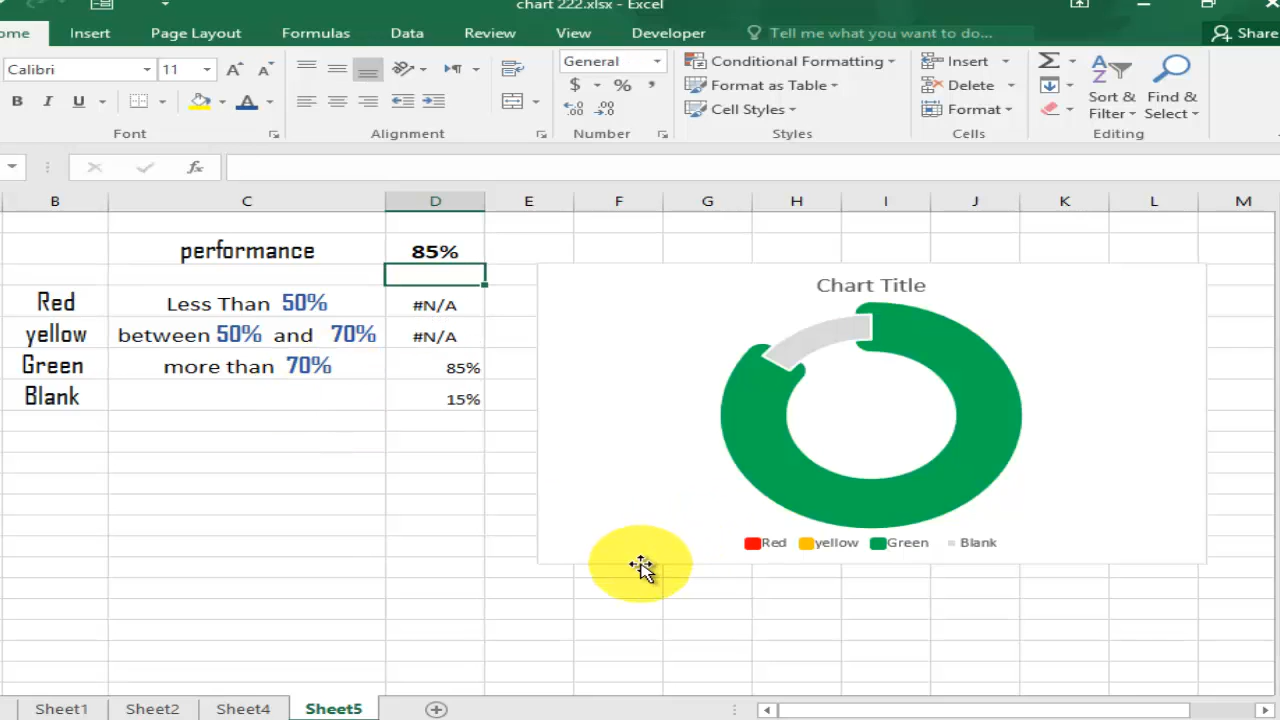 chart 222.xlsx - Excel
ome Insert Page Layout Formulas Data Review View Developer Tell me what you want to do... Share
Calibri 11 General Conditional Formatting Insert
B I U A $ % , Format as Table Delete Sort & Find &
Cell Styles Format Filter Select
Font Alignment Number Styles Cells Editing
fx
B C D E F G H I J K L M
performance 85%
Chart Title
Red Less Than 50% #N/A
yellow between 50% and 70% #N/A
Green more than 70% 85%
Blank 15%
Red yellow Green Blank
Sheet1 Sheet2 Sheet4 Sheet5